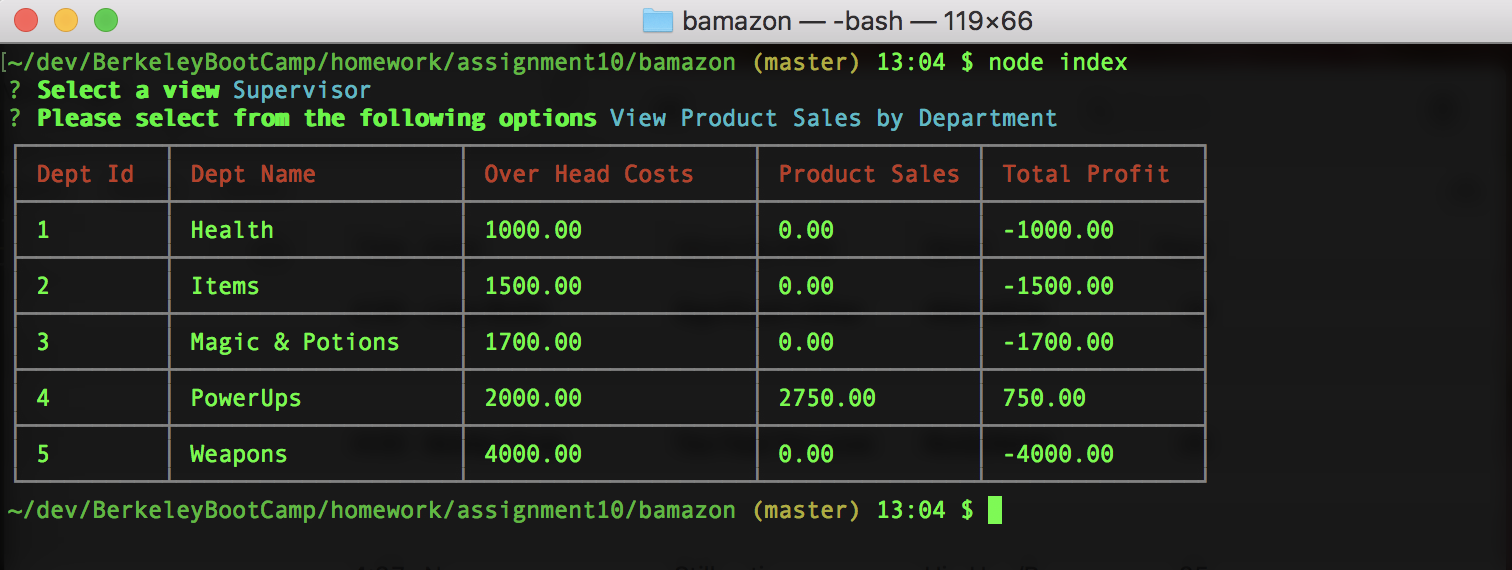 bamazon — -bash — 119×66
[~/dev/BerkeleyBootCamp/homework/assignment10/bamazon (master) 13:04 $ node index
? Select a view Supervisor
? Please select from the following options View Product Sales by Department
Dept Id Dept Name Over Head Costs Product Sales Total Profit
1 Health 1000.00 0.00 -1000.00
2 Items 1500.00 0.00 -1500.00
3 Magic & Potions 1700.00 0.00 -1700.00
4 PowerUps 2000.00 2750.00 750.00
5 Weapons 4000.00 0.00 -4000.00
~/dev/BerkeleyBootCamp/homework/assignment10/bamazon (master) 13:04 $